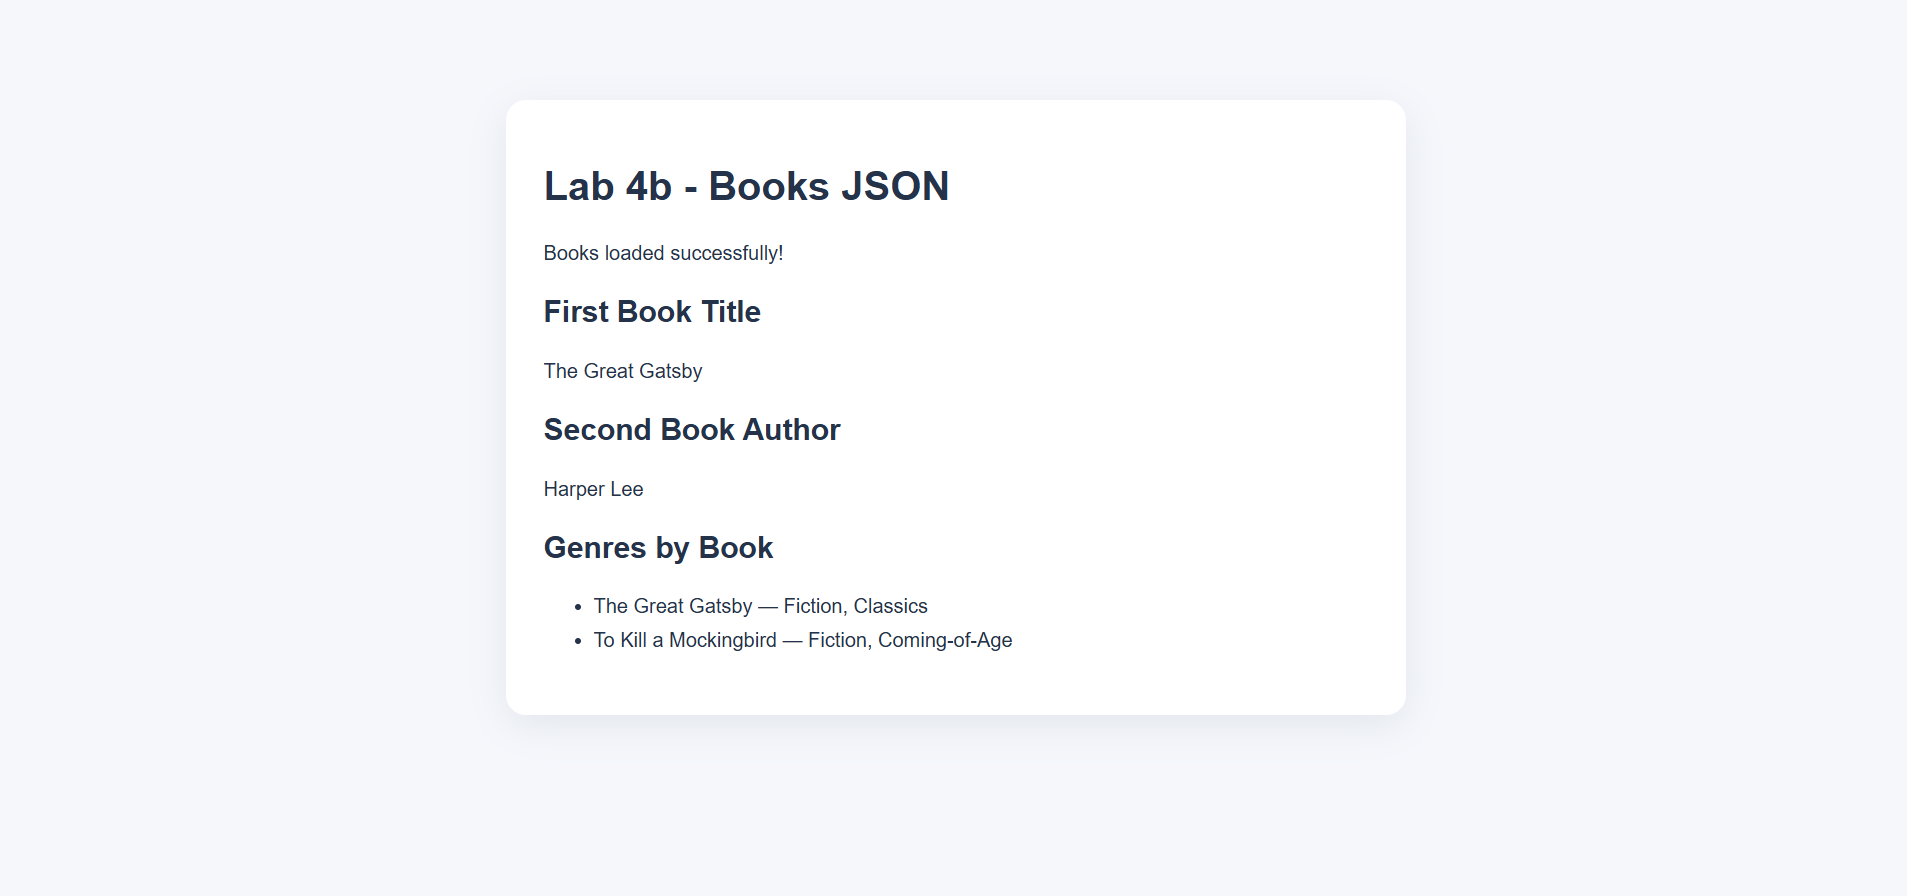 Lab 4b - Books JSON
Books loaded successfully!
First Book Title
The Great Gatsby
Second Book Author
Harper Lee
Genres by Book
• The Great Gatsby — Fiction, Classics
• To Kill a Mockingbird — Fiction, Coming-of-Age